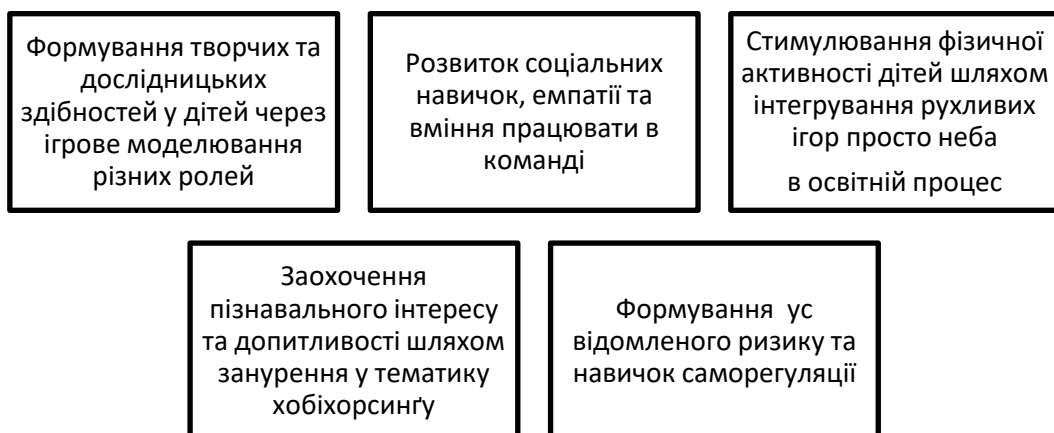 Формування творчих та
дослідницьких
здібностей у дітей через
ігрове моделювання
різних ролей
Розвиток соціальних
навичок, емпатії та
вміння працювати в
команді
Стимулювання фізичної
активності дітей шляхом
інтегрування рухливих
ігор просто неба
в освітній процес
Заохочення
пізнавального інтересу
та допитливості шляхом
занурення у тематику
хобіхорсингу
Формування ус
відомленого ризику та
навичок саморегуляції